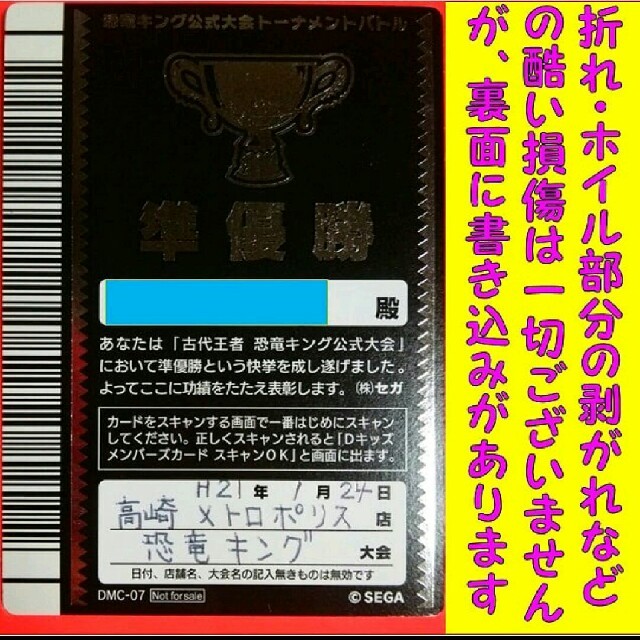 恐竜キング公式大会トーナメントバトル
準優勝
殿
あなたは「古代王者 恐竜キング公式大会」
において準優勝という快挙を成し遂げました。
よってここに功績をたたえ表彰します。㈱セガ
カードをスキャンする画面で一番はじめにスキャン
してください。正しくスキャンされると「Dキッズ
メンバーズカード スキャンOK」と画面に出ます。
H21年1月24日
高崎メトロポリス店
恐竜キング大会
日付、店舗名、大会名の記入無きものは無効です
DMC-07 Not for sale ©SEGA
折れ・ホイル部分の剥がれなど
の酷い損傷は一切ございません
が、裏面に書き込みがあります